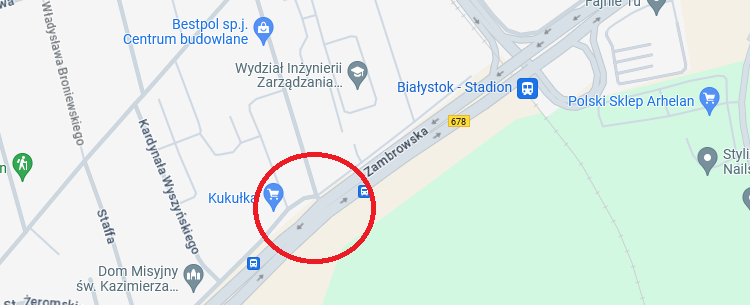 Fajnie Tu
Władysława Broniewskiego
Bestpol sp.j.
Centrum budowlane
Wydział Inżynierii
Zarządzania...
Białystok - Stadion
Polski Sklep Arhelan
678
Zambrowska
Kardynała Wyszyńskiego
Styli
Nails
n
Kukułka
Staffa
Dom Misyjny
św. Kazimierza...
St. Żeromski